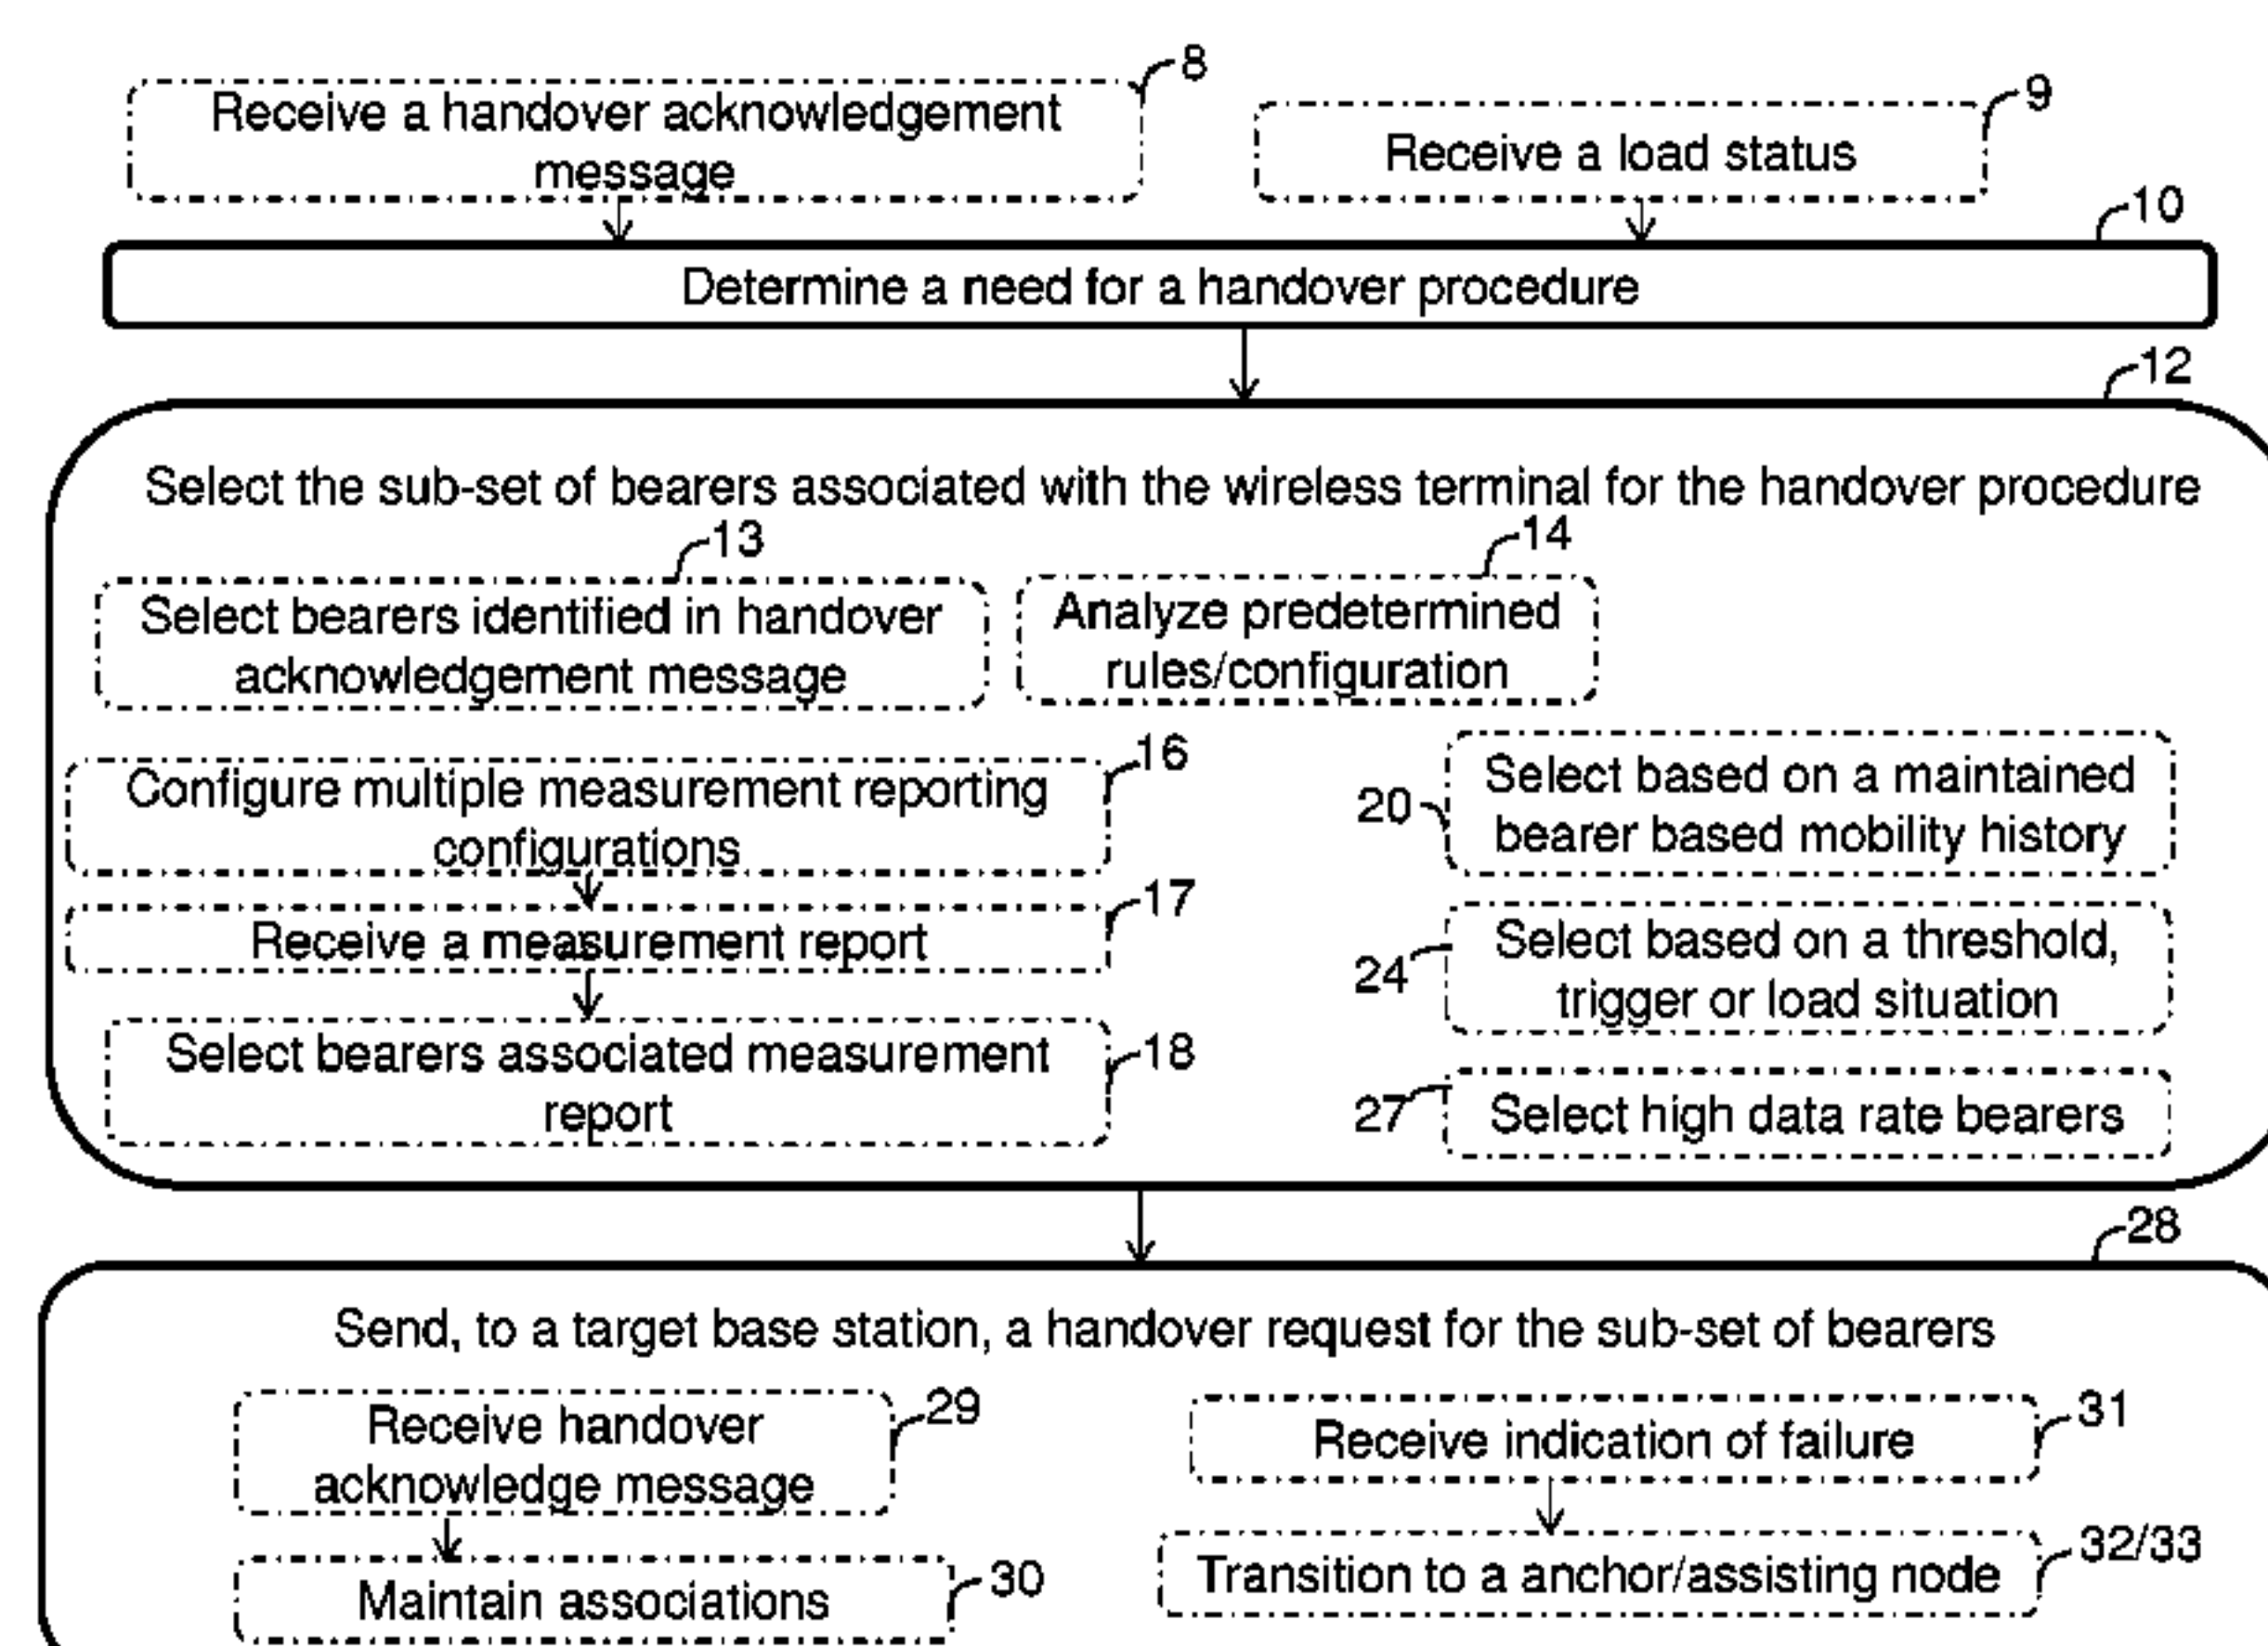 8
Receive a handover acknowledgement
message
9
Receive a load status
10
Determine a need for a handover procedure
12
Select the sub-set of bearers associated with the wireless terminal for the handover procedure
13
Select bearers identified in handover
acknowledgement message
14
Analyze predetermined
rules/configuration
16
Configure multiple measurement reporting
configurations
17
Receive a measurement report
18
Select bearers associated measurement
report
20
Select based on a maintained
bearer based mobility history
24
Select based on a threshold,
trigger or load situation
27
Select high data rate bearers
28
Send, to a target base station, a handover request for the sub-set of bearers
29
Receive handover
acknowledge message
30
Maintain associations
31
Receive indication of failure
32/33
Transition to a anchor/assisting node